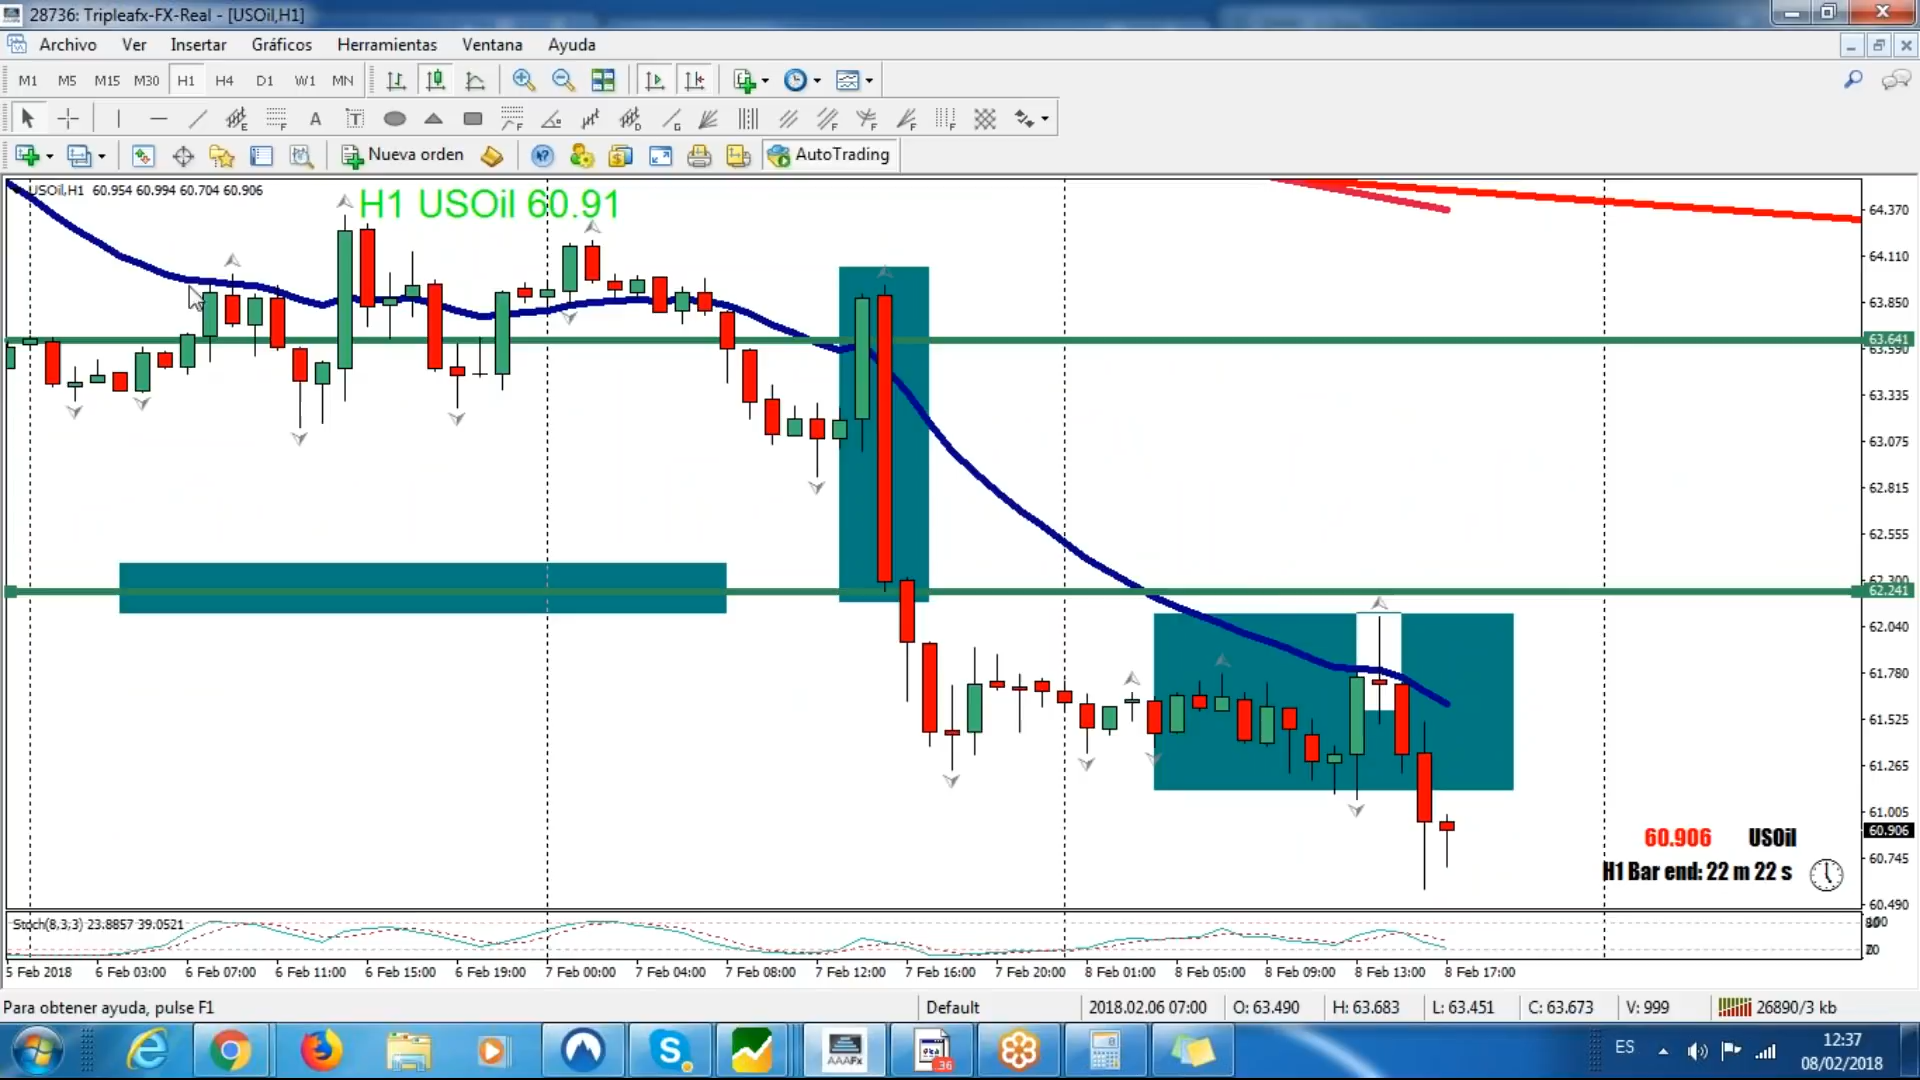 28736: Tripleafx-FX-Real - [USOil,H1]
Archivo Ver Insertar Gráficos Herramientas Ventana Ayuda
M1 M5 M15 M30 H1 H4 D1 W1 MN
A T
Nueva orden AutoTrading
USOil,H1 60.954 60.994 60.704 60.906
H1 USOil 60.91
64.370
64.110
63.850
63.641
63.590
63.335
63.075
62.815
62.555
62.300
62.241
62.040
61.780
61.525
61.265
61.005
60.906
60.745
60.490
60.906 USOil
H1 Bar end: 22 m 22 s
Stoch(8,3,3) 23.8857 39.0521
5 Feb 2018 6 Feb 03:00 6 Feb 07:00 6 Feb 11:00 6 Feb 15:00 6 Feb 19:00 7 Feb 00:00 7 Feb 04:00 7 Feb 08:00 7 Feb 12:00 7 Feb 16:00 7 Feb 20:00 8 Feb 01:00 8 Feb 05:00 8 Feb 09:00 8 Feb 13:00 8 Feb 17:00
Para obtener ayuda, pulse F1 Default 2018.02.06 07:00 O: 63.490 H: 63.683 L: 63.451 C: 63.673 V: 999 26890/3 kb
AAAFx
36
ES
12:37
08/02/2018